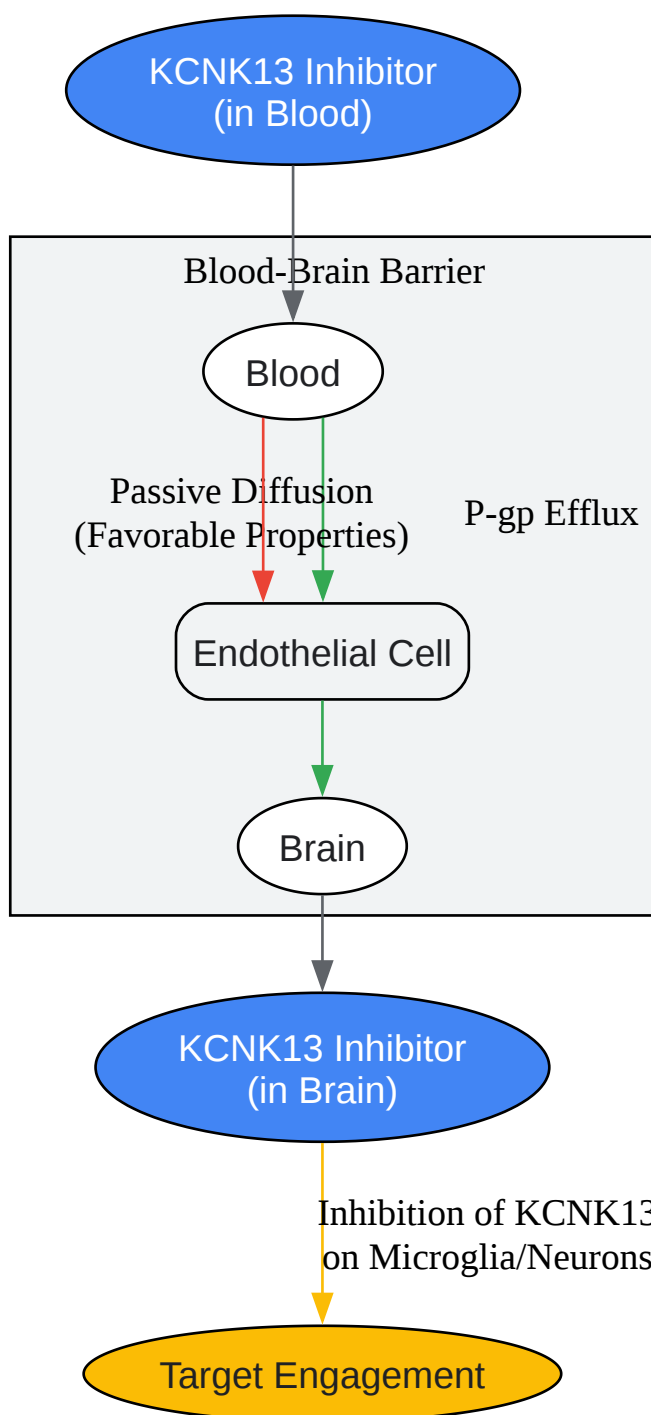 KCNK13 Inhibitor
(in Blood)
Blood-Brain Barrier
Blood
Passive Diffusion
(Favorable Properties)
P-gp Efflux
Endothelial Cell
Brain
KCNK13 Inhibitor
(in Brain)
Inhibition of KCNK13
on Microglia/Neurons
Target Engagement